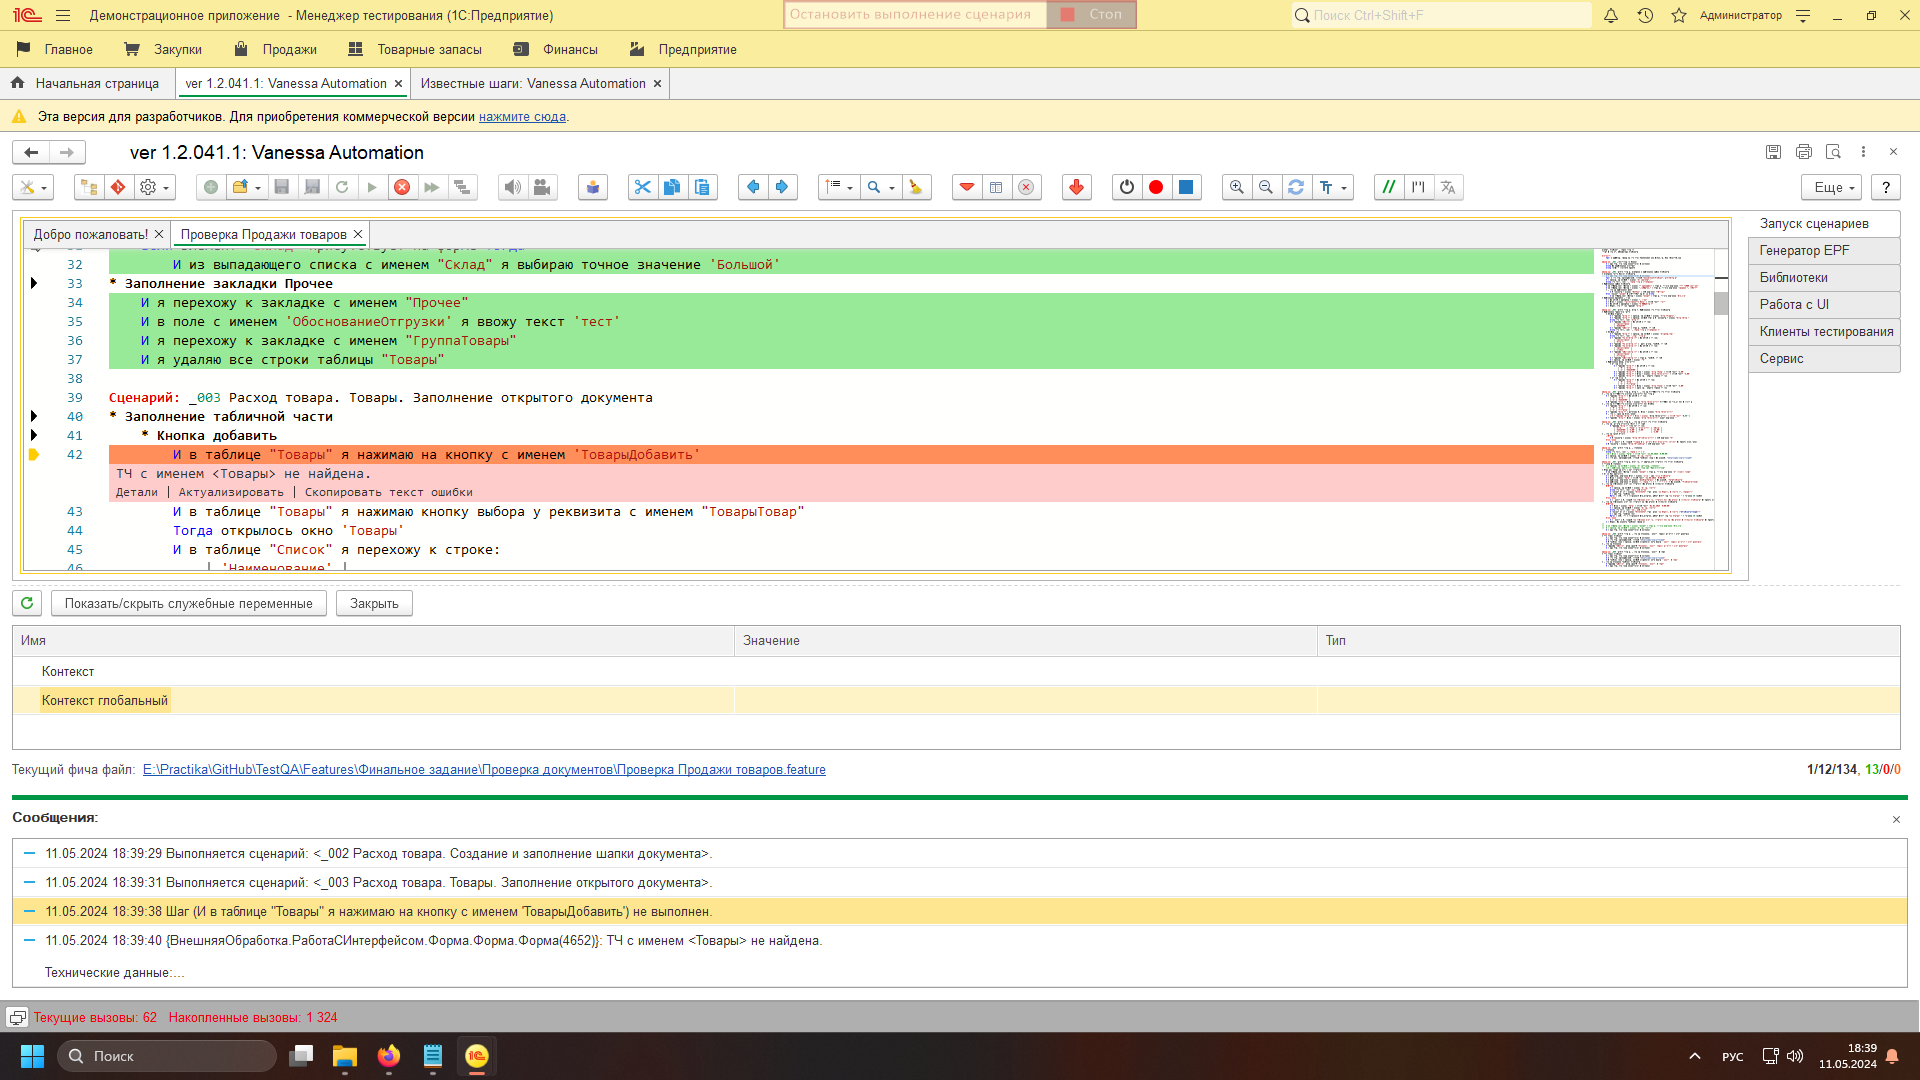 Демонстрационное приложение - Менеджер тестирования (1С:Предприятие)
Остановить выполнение сценария
Стоп
Поиск Ctrl+Shift+F
Администратор
Главное
Закупки
Продажи
Товарные запасы
Финансы
Предприятие
Начальная страница
ver 1.2.041.1: Vanessa Automation
Известные шаги: Vanessa Automation
Эта версия для разработчиков. Для приобретения коммерческой версии нажмите сюда.
ver 1.2.041.1: Vanessa Automation
Еще
?
Добро пожаловать!
Проверка Продажи товаров
32 И из выпадающего списка с именем "Склад" я выбираю точное значение 'Большой'
33 * Заполнение закладки Прочее
34 И я перехожу к закладке с именем "Прочее"
35 И в поле с именем 'ОбоснованиеОтгрузки' я ввожу текст 'тест'
36 И я перехожу к закладке с именем "ГруппаТовары"
37 И я удаляю все строки таблицы "Товары"
38
39 Сценарий: _003 Расход товара. Товары. Заполнение открытого документа
40 * Заполнение табличной части
41 * Кнопка добавить
42 И в таблице "Товары" я нажимаю на кнопку с именем 'ТоварыДобавить'
ТЧ с именем <Товары> не найдена.
Детали | Актуализировать | Скопировать текст ошибки
43 И в таблице "Товары" я нажимаю кнопку выбора у реквизита с именем "ТоварыТовар"
44 Тогда открылось окно 'Товары'
45 И в таблице "Список" я перехожу к строке:
46 | 'Наименование' |
Запуск сценариев
Генератор EPF
Библиотеки
Работа с UI
Клиенты тестирования
Сервис
Показать/скрыть служебные переменные
Закрыть
Имя
Значение
Тип
Контекст
Контекст глобальный
Текущий фича файл: E:\Practika\GitHub\TestQA\Features\Финальное задание\Проверка документов\Проверка Продажи товаров.feature
1/12/134, 13/0/0
Сообщения:
11.05.2024 18:39:29 Выполняется сценарий: <_002 Расход товара. Создание и заполнение шапки документа>.
11.05.2024 18:39:31 Выполняется сценарий: <_003 Расход товара. Товары. Заполнение открытого документа>.
11.05.2024 18:39:38 Шаг (И в таблице "Товары" я нажимаю на кнопку с именем 'ТоварыДобавить') не выполнен.
11.05.2024 18:39:40 {ВнешняяОбработка.РаботаСИнтерфейсом.Форма.Форма.Форма(4652)}: ТЧ с именем <Товары> не найдена.
Технические данные:...
Текущие вызовы: 62 Накопленные вызовы: 1 324
Поиск
РУС
18:39
11.05.2024